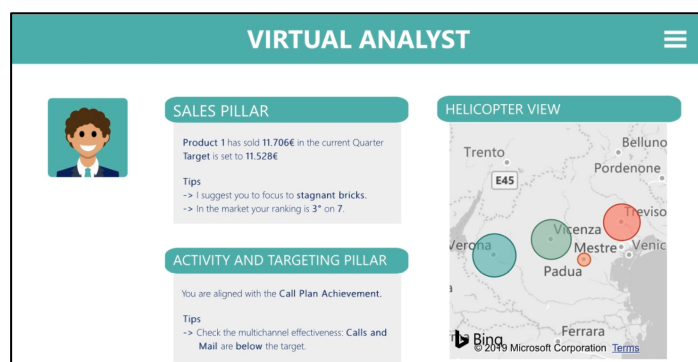 VIRTUAL ANALYST
SALES PILLAR
Product 1 has sold 11.706€ in the current Quarter
Target is set to 11.528€
Tips
-> I suggest you to focus to stagnant bricks.
-> In the market your ranking is 3° on 7.
ACTIVITY AND TARGETING PILLAR
You are aligned with the Call Plan Achievement.
Tips
-> Check the multichannel effectiveness: Calls and
Mail are below the target.
HELICOPTER VIEW
Trento
Belluno
Pordenone
E45
Treviso
Vicenza
Verona
Mestre
Venic
Padua
Ferrara
Bing
© 2019 Microsoft Corporation Terms